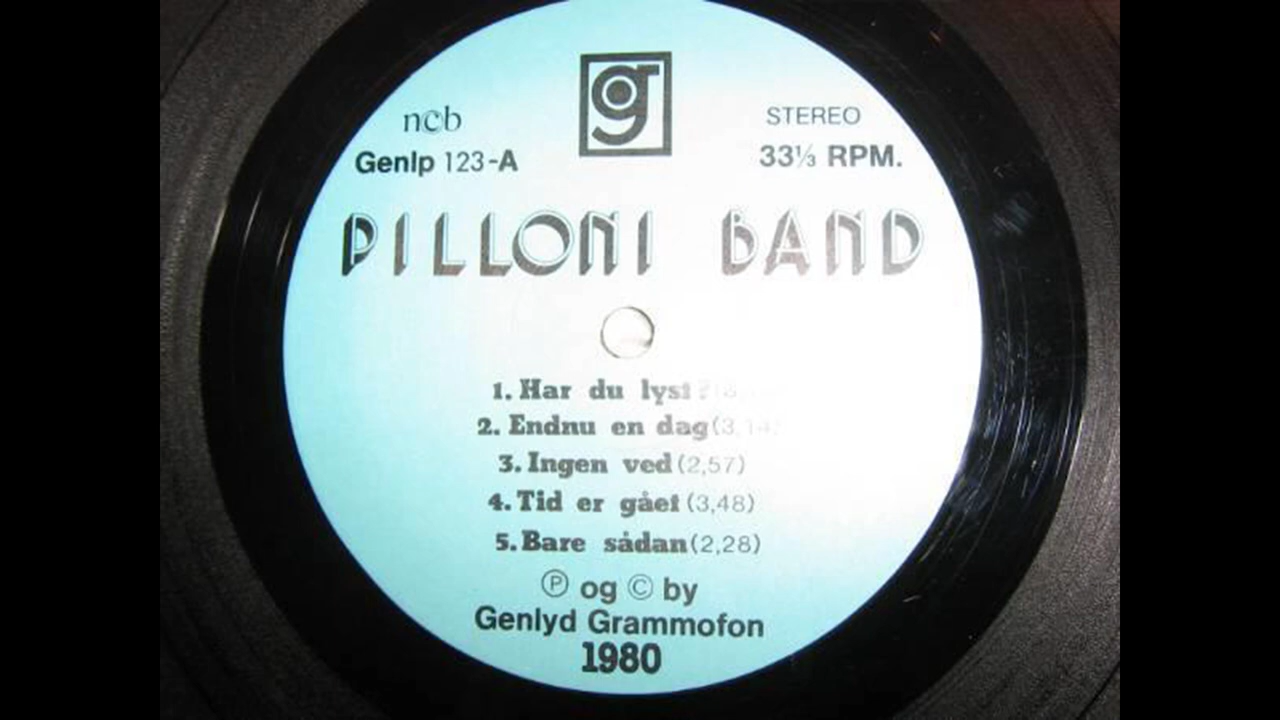 g
ncb
STEREO
Genlp 123-A
33⅓ RPM.
PILLONI BAND
1. Har du lyst?
2. Endnu en dag (3,14)
3. Ingen ved (2,57)
4. Tid er gået (3,48)
5. Bare sådan (2,28)
Ⓟ og © by
Genlyd Grammofon
1980